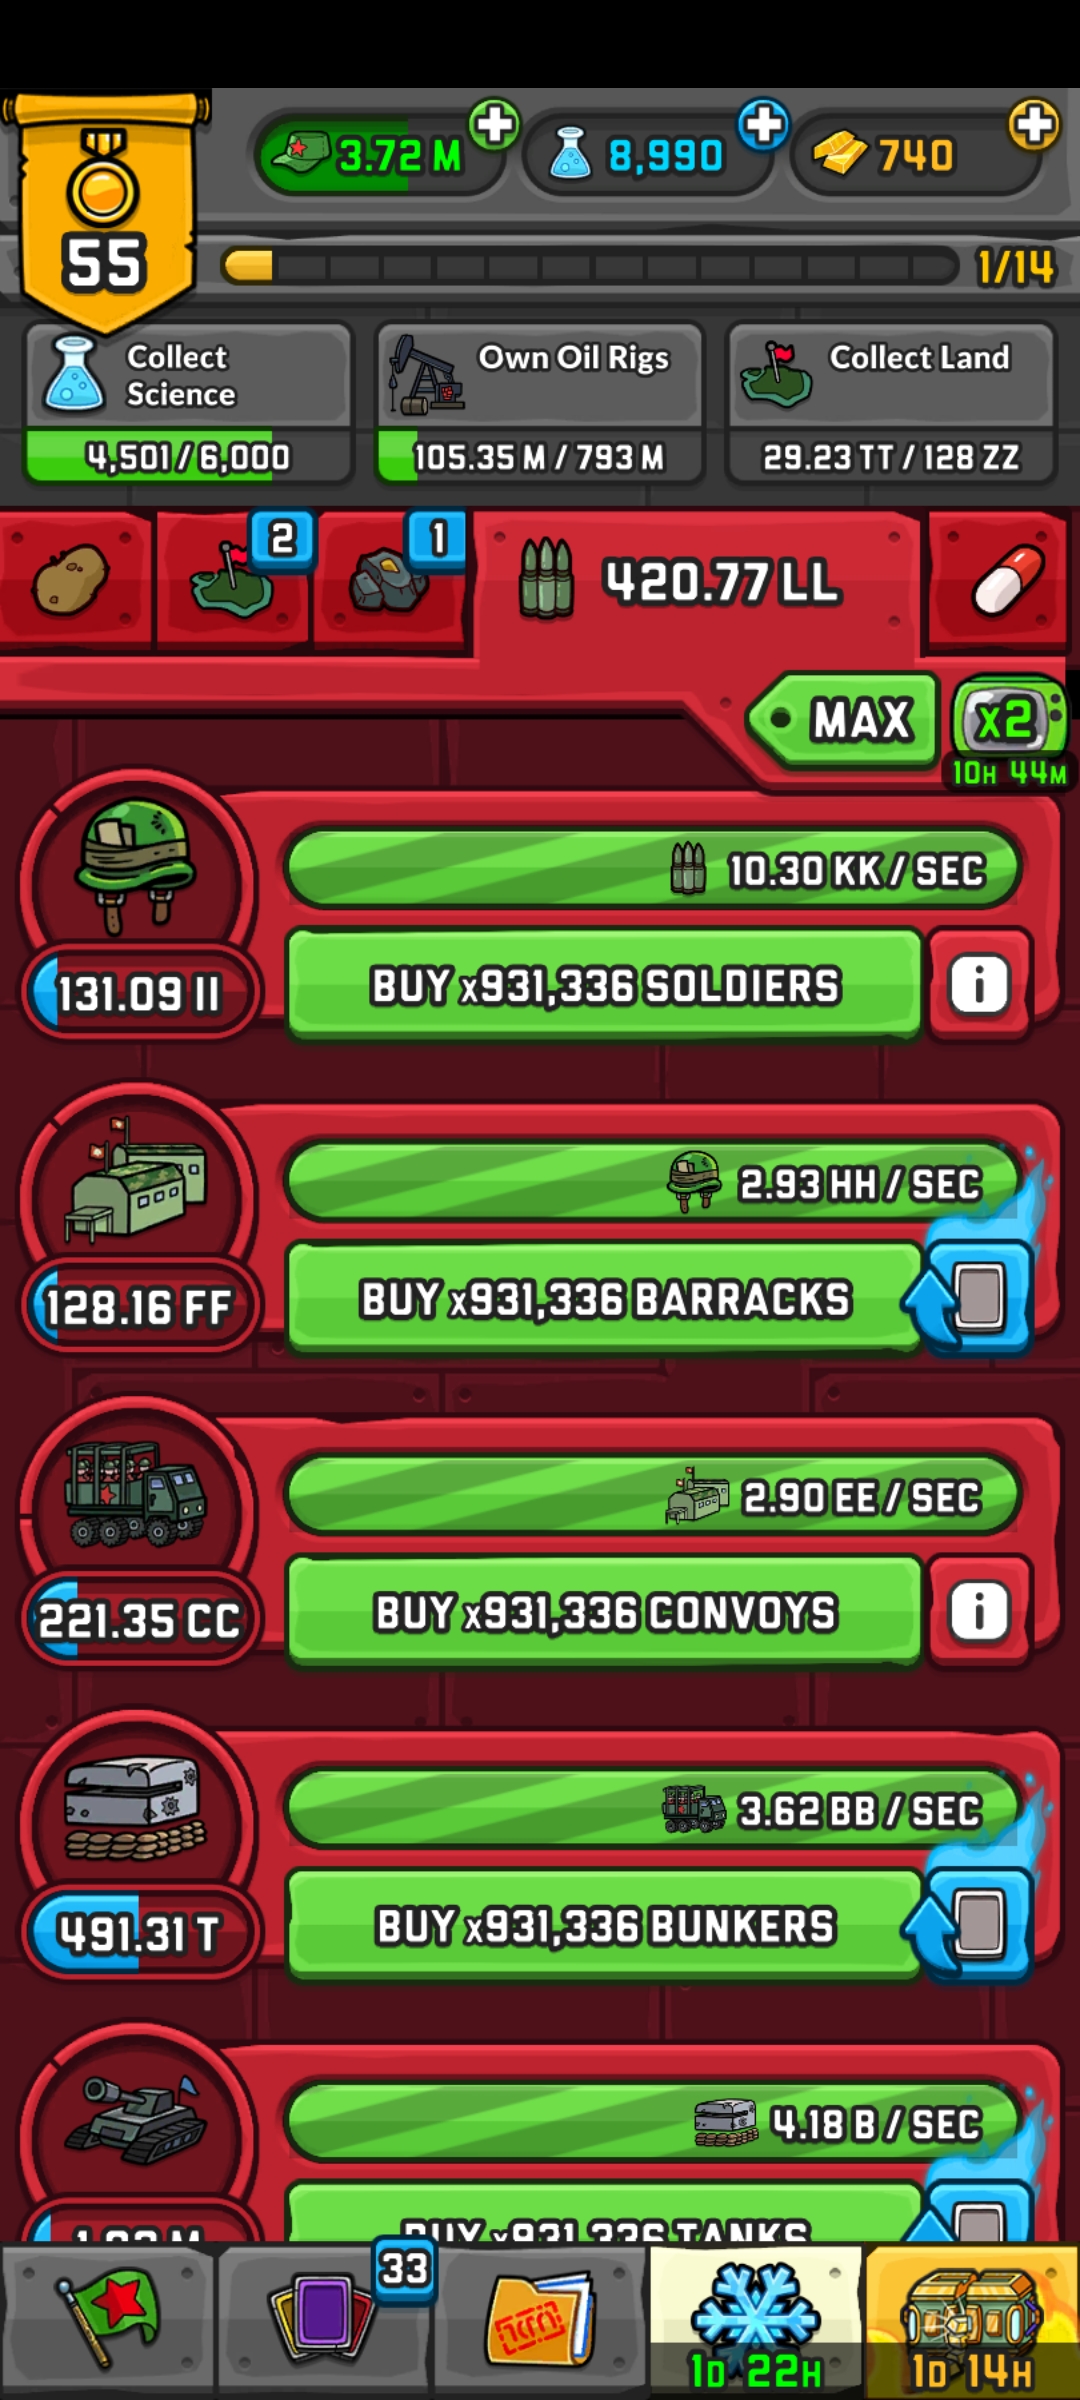 3.72 M
8,990
740
55
1/14
Collect
Science
4,501 / 6,000
Own Oil Rigs
105.35 M / 793 M
Collect Land
29.23 TT / 128 ZZ
2
1
420.77 LL
MAX
x2
10H 44M
10.30 KK / SEC
131.09 II
BUY x931,336 SOLDIERS
i
2.93 HH / SEC
128.16 FF
BUY x931,336 BARRACKS
2.90 EE / SEC
221.35 CC
BUY x931,336 CONVOYS
i
3.62 BB / SEC
491.31 T
BUY x931,336 BUNKERS
4.18 B / SEC
BUY x931,336 TANKS
33
1D 22H
1D 14H